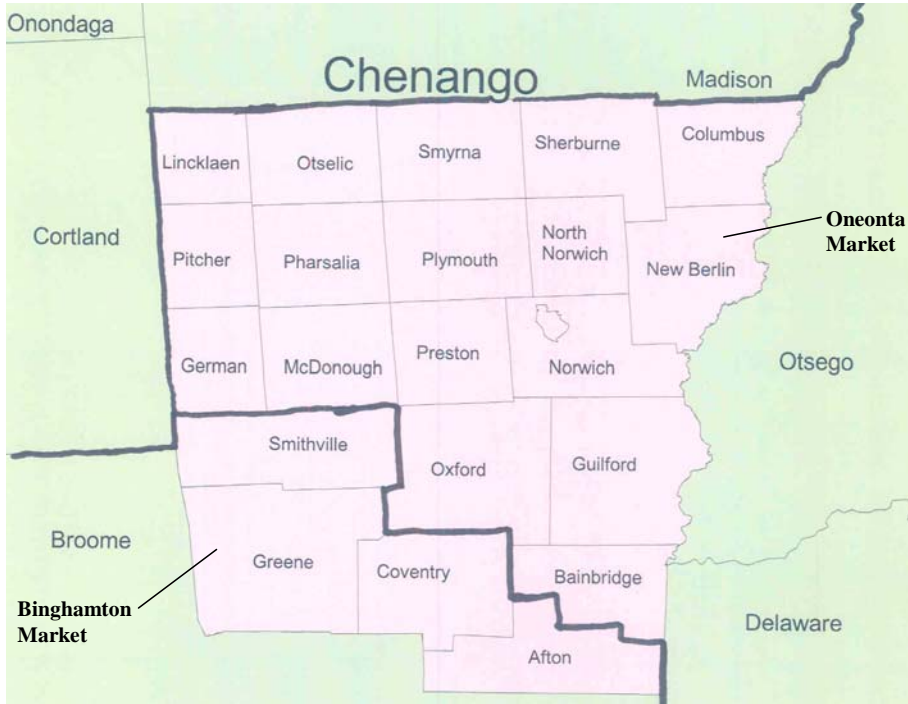 Onondaga
Chenango
Madison
Lincklaen
Otselic
Smyrna
Sherburne
Columbus
Cortland
Pitcher
Pharsalia
Plymouth
North
Norwich
New Berlin
Oneonta
Market
German
McDonough
Preston
Norwich
Otsego
Smithville
Oxford
Guilford
Broome
Greene
Coventry
Bainbridge
Binghamton
Market
Delaware
Afton